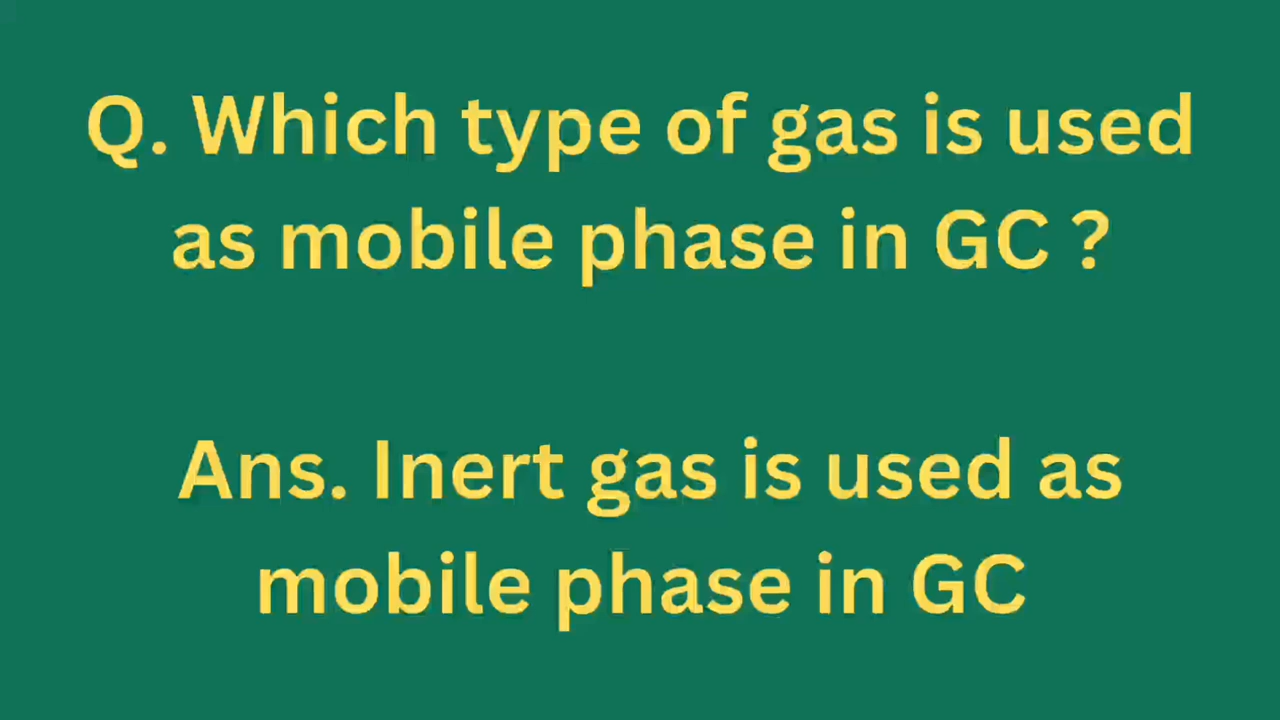 Q. Which type of gas is used
as mobile phase in GC ?
Ans. Inert gas is used as
mobile phase in GC